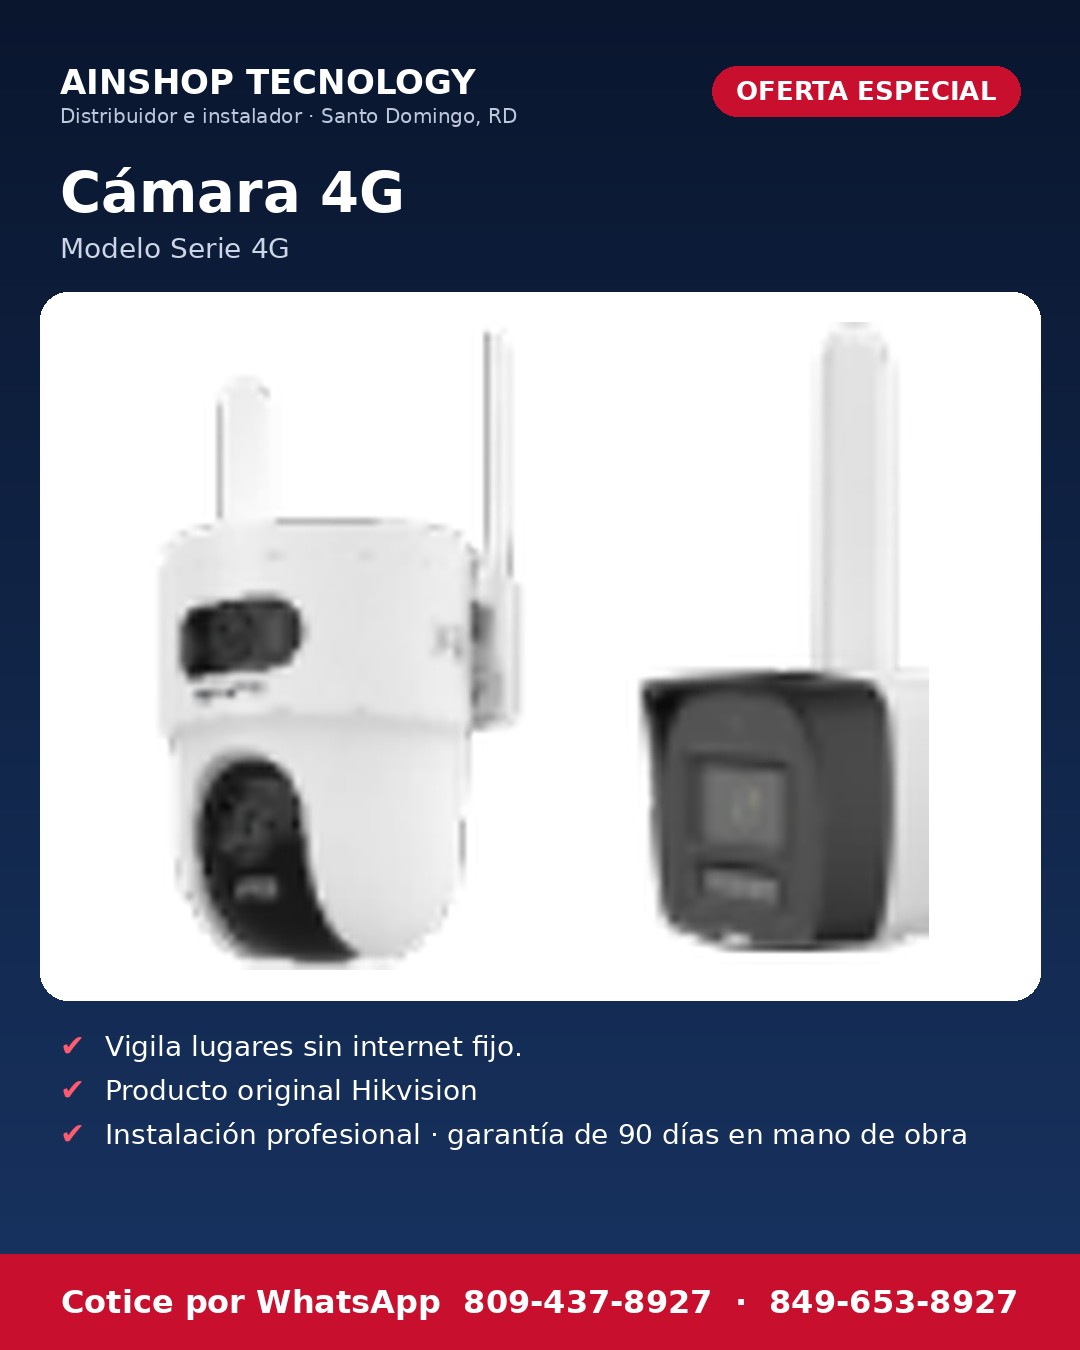 AINSHOP TECNOLOGY
Distribuidor e instalador · Santo Domingo, RD
OFERTA ESPECIAL
Cámara 4G
Modelo Serie 4G
✔ Vigila lugares sin internet fijo.
✔ Producto original Hikvision
✔ Instalación profesional · garantía de 90 días en mano de obra
Cotice por WhatsApp 809-437-8927 · 849-653-8927